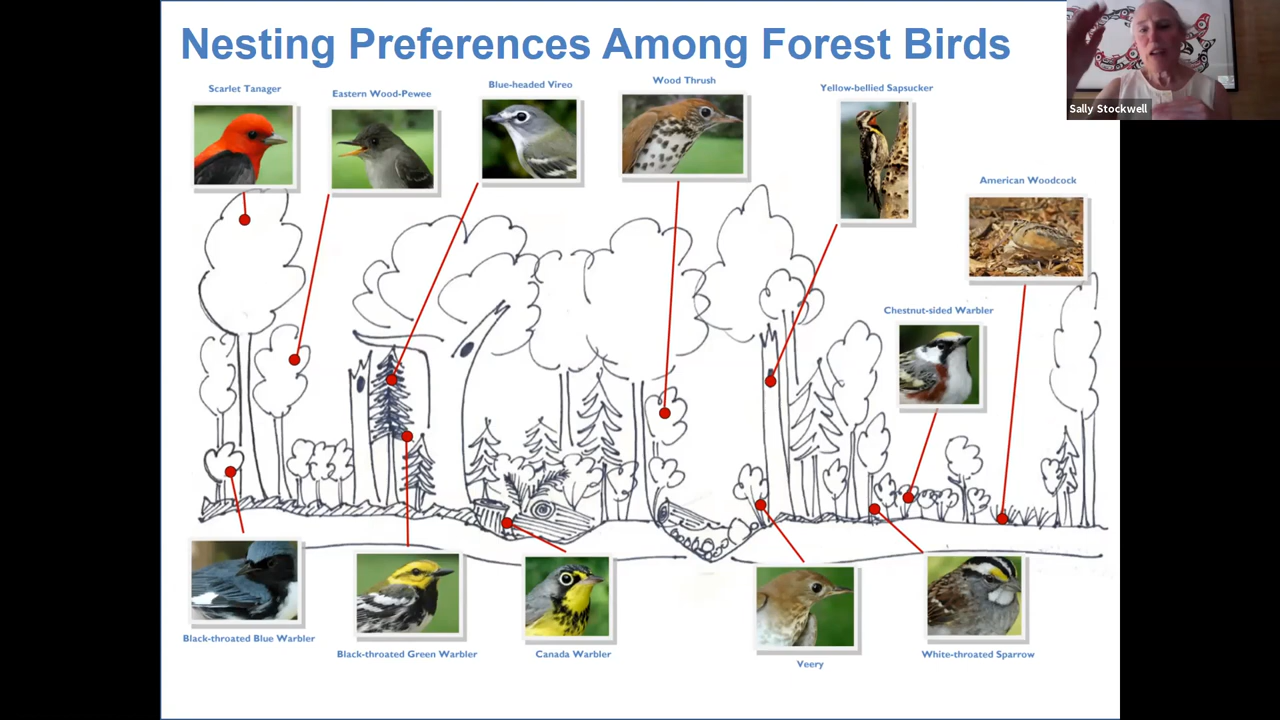 Nesting Preferences Among Forest Birds
Sally Stockwell
Scarlet Tanager
Eastern Wood-Pewee
Blue-headed Vireo
Wood Thrush
Yellow-bellied Sapsucker
American Woodcock
Chestnut-sided Warbler
Black-throated Blue Warbler
Black-throated Green Warbler
Canada Warbler
Veery
White-throated Sparrow